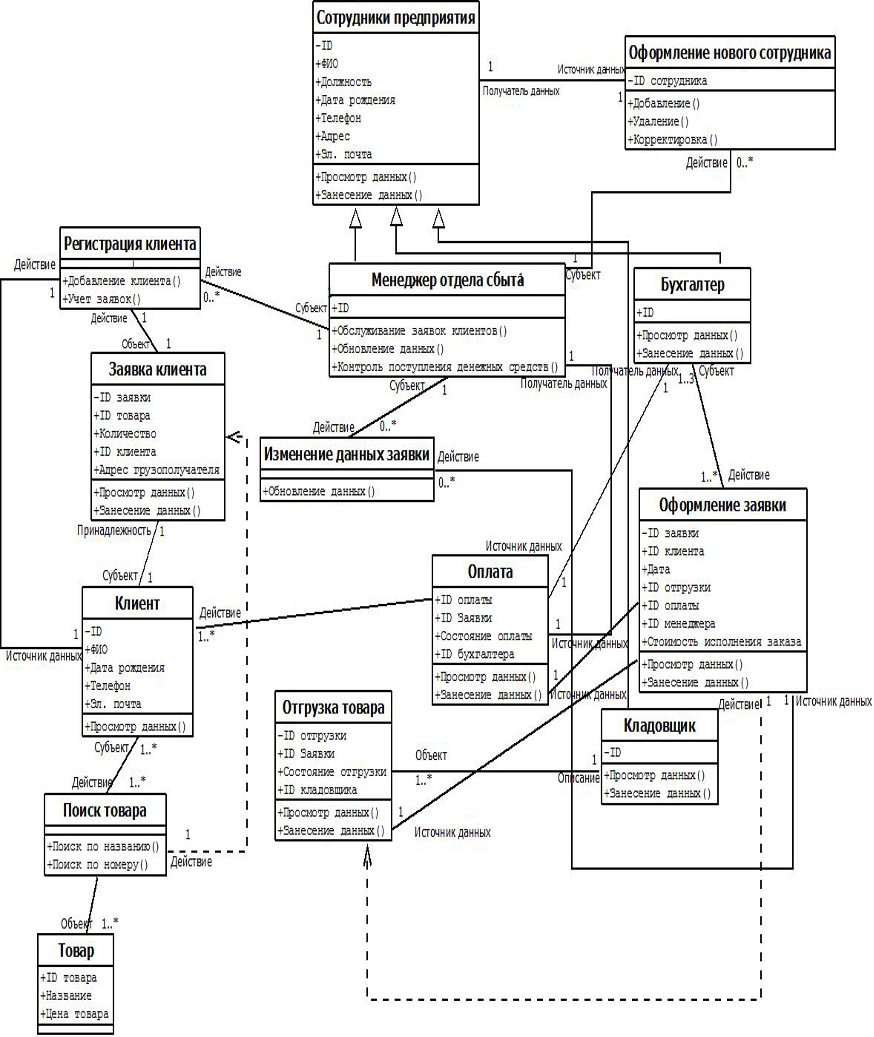 Сотрудники предприятия
-ID
+ФИО
+Должность
+Дата рождения
+Телефон
+Адрес
+Эл. почта
+Просмотр данных()
+Занесение данных()
1
Источник данных
Получатель данных
1
Оформление нового сотрудника
-ID сотрудника
+Добавление()
+Удаление()
+Корректировка()
Действие
0..*
1
Субъект
Регистрация клиента
+Добавление клиента()
+Учет заявок()
Действие
1
Действие
0..*
Действие
1
Объект
1
Субъект
1
Менеджер отдела сбыта
+ID
+Обслуживание заявок клиентов()
+Обновление данных()
+Контроль поступления денежных средств()
Субъект
1
1
Получатель данных
Бухгалтер
+ID
+Просмотр данных()
+Занесение данных()
Получатель данных
1
1..3
Субъект
Заявка клиента
-ID заявки
+ID товара
+Количество
+ID клиента
+Адрес грузополучателя
+Просмотр данных()
+Занесение данных()
Принадлежность
1
Субъект
1
Действие
0..*
Изменение данных заявки
+Обновление данных()
Действие
0..*
1..*
Действие
Оформление заявки
-ID заявки
+ID клиента
+Дата
+ID отгрузки
+ID оплаты
+ID менеджера
+Стоимость исполнения заказа
+Просмотр данных()
+Занесение данных()
Действие
1
1
Источник данных
Источник данных
1
Оплата
+ID оплаты
+ID Заявки
+Состояние оплаты
+ID бухгалтера
+Просмотр данных()
+Занесение данных()
1
Источник данных
1
Источник данных
Клиент
-ID
+ФИО
+Дата рождения
+Телефон
+Эл. почта
+Просмотр данных()
Действие
1..*
1
Источник данных
Субъект
1..*
Действие
1..*
Отгрузка товара
-ID отгрузки
+ID Заявки
+Состояние отгрузки
+ID кладовщика
+Просмотр данных()
+Занесение данных()
Объект
1..*
1
Описание
1
Источник данных
Кладовщик
-ID
+Просмотр данных()
+Занесение данных()
Поиск товара
+Поиск по названию()
+Поиск по номеру()
1
Действие
Объект
1..*
Товар
+ID товара
+Название
+Цена товара